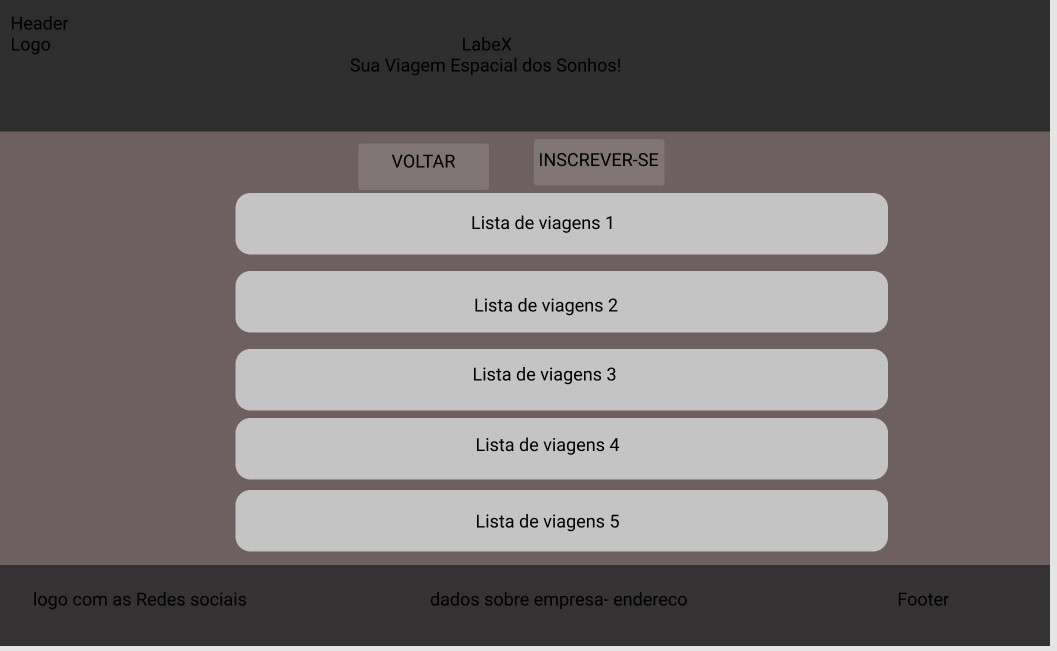 Header
Logo
LabeX
Sua Viagem Espacial dos Sonhos!
VOLTAR
INSCREVER-SE
Lista de viagens 1
Lista de viagens 2
Lista de viagens 3
Lista de viagens 4
Lista de viagens 5
logo com as Redes sociais
dados sobre empresa- endereco
Footer